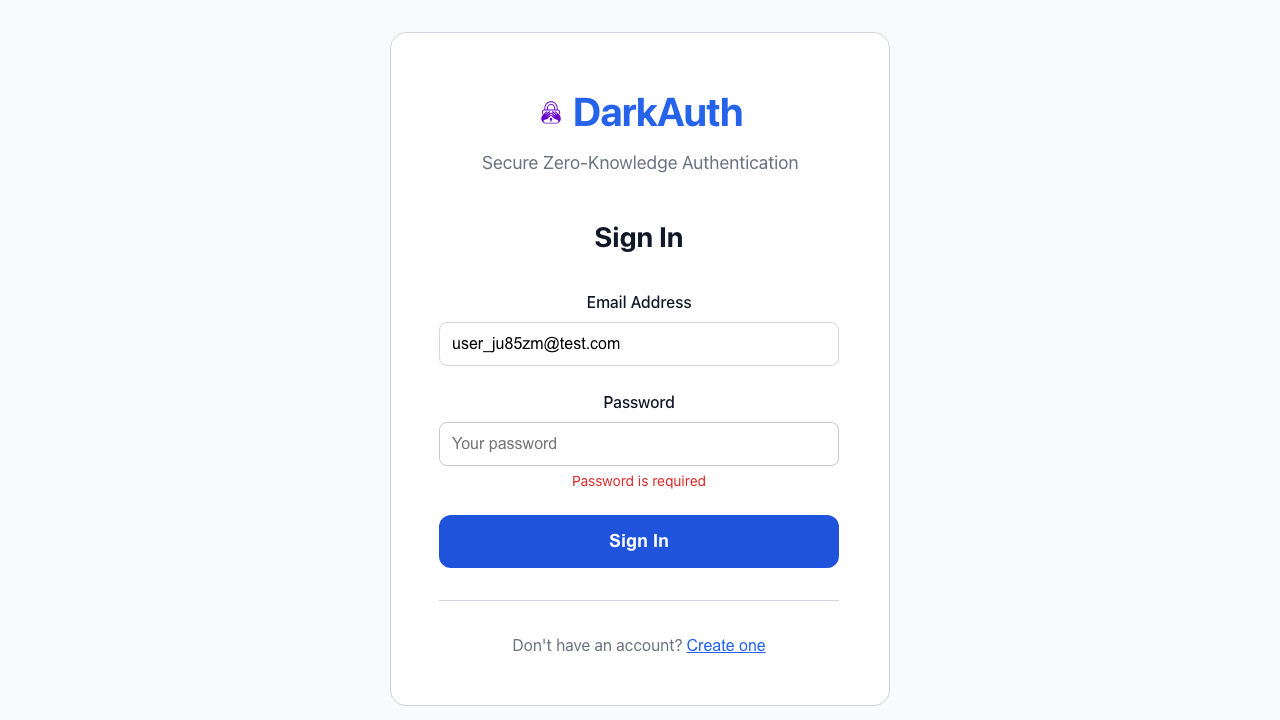 DarkAuth
Secure Zero-Knowledge Authentication
Sign In
Email Address
user_ju85zm@test.com
Password
Your password
Password is required
Sign In
Don't have an account? Create one